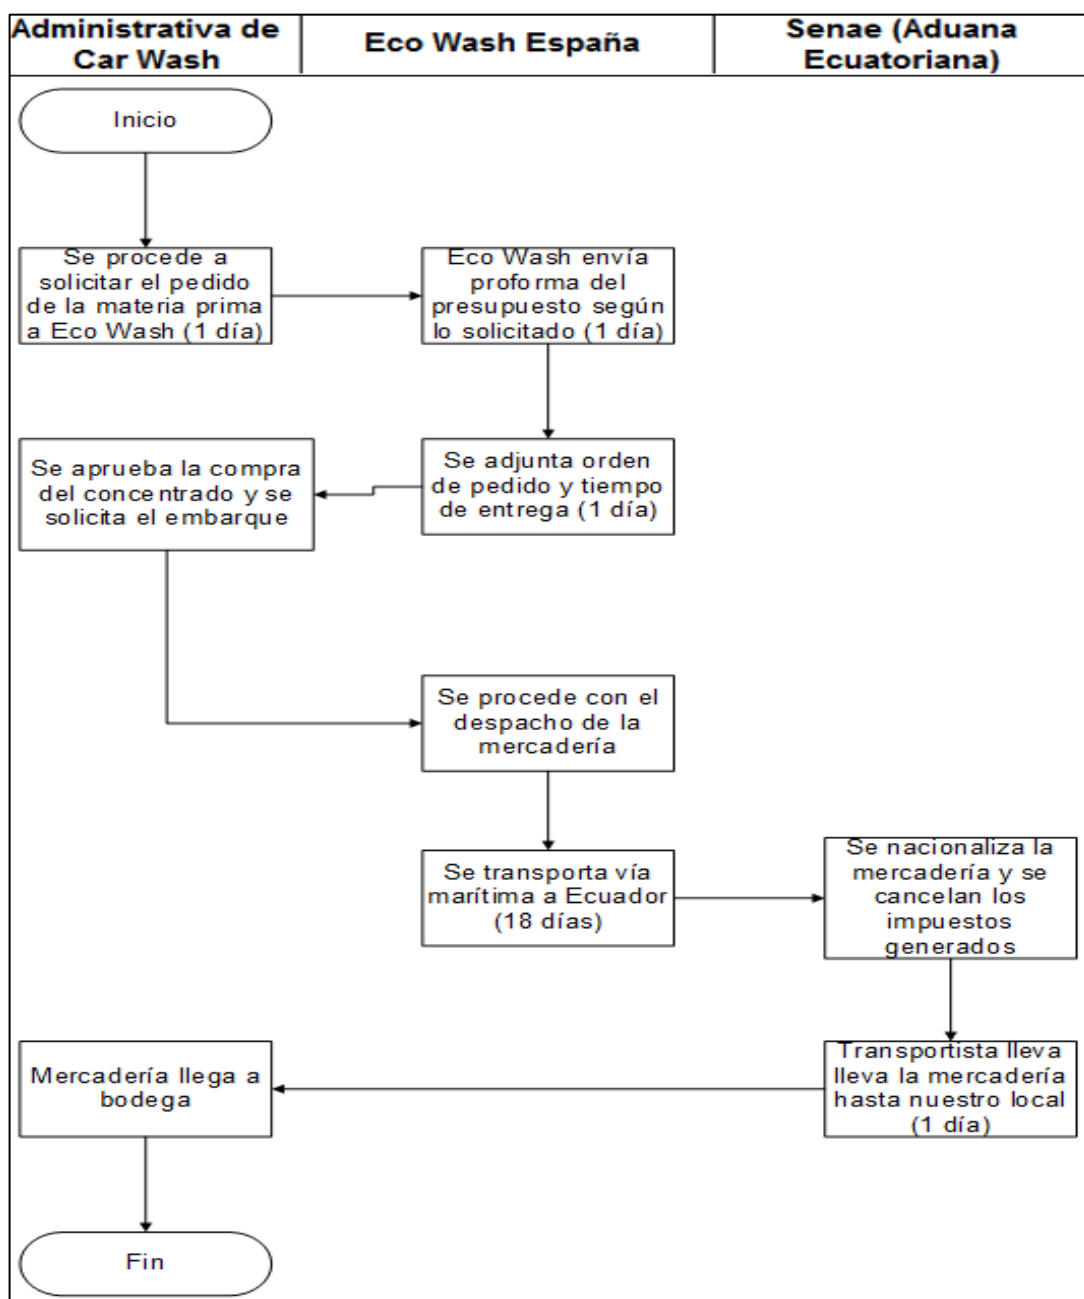 Administrativa de
Car Wash
Eco Wash España
Senae (Aduana
Ecuatoriana)
Inicio
Se procede a
solicitar el pedido
de la materia prima
a Eco Wash (1 día)
Eco Wash envía
proforma del
presupuesto según
lo solicitado (1 día)
Se aprueba la compra
del concentrado y se
solicita el embarque
Se adjunta orden
de pedido y tiempo
de entrega (1 día)
Se procede con el
despacho de la
mercadería
Se transporta vía
marítima a Ecuador
(18 días)
Se nacionaliza la
mercadería y se
cancelan los
impuestos
generados
Mercadería llega a
bodega
Transportista lleva
lleva la mercadería
hasta nuestro local
(1 día)
Fin